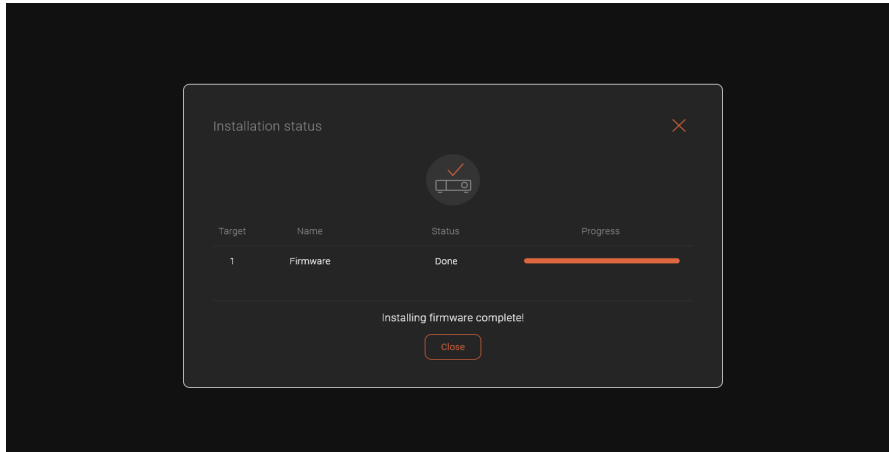 Installation status
Target Name Status Progress
1 Firmware Done
Installing firmware complete!
Close